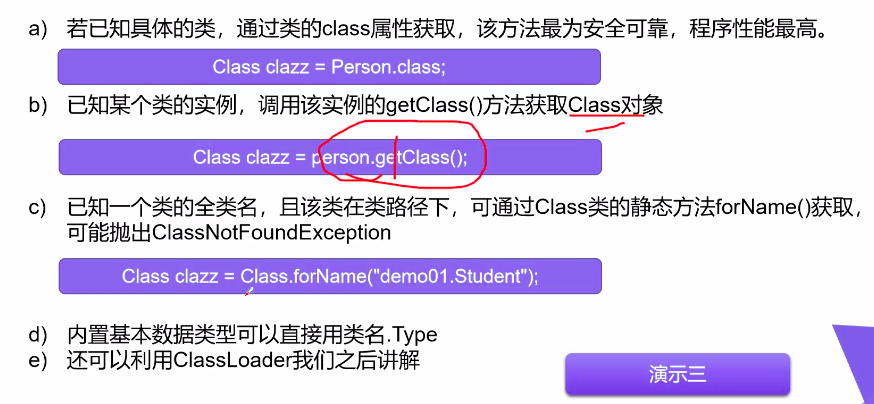 a) 若已知具体的类，通过类的class属性获取，该方法最为安全可靠，程序性能最高。
Class clazz = Person.class;
b) 已知某个类的实例，调用该实例的getClass()方法获取Class对象
Class clazz = person.getClass();
c) 已知一个类的全类名，且该类在类路径下，可通过Class类的静态方法forName()获取，
可能抛出ClassNotFoundException
Class clazz = Class.forName("demo01.Student");
d) 内置基本数据类型可以直接用类名.Type
e) 还可以利用ClassLoader我们之后讲解
演示三